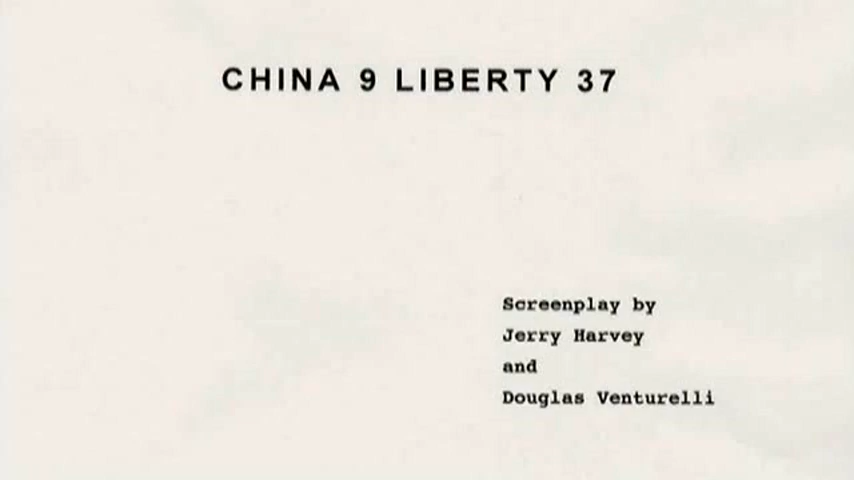 CHINA 9 LIBERTY 37
Screenplay by
Jerry Harvey
and
Douglas Venturelli